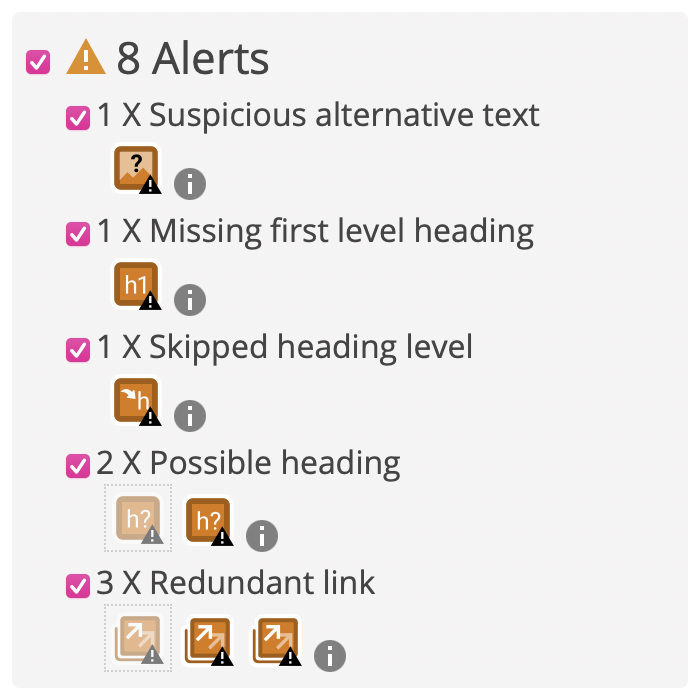 8 Alerts
1 X Suspicious alternative text
?
1 X Missing first level heading
h1
1 X Skipped heading level
h
2 X Possible heading
h? h?
3 X Redundant link